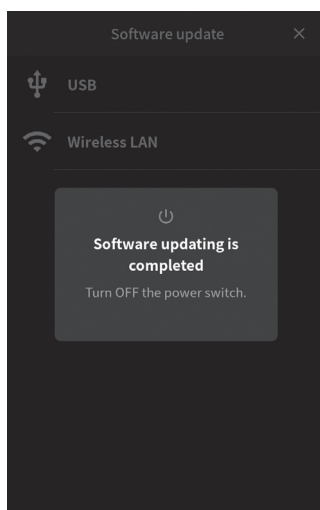 Software update
USB
Wireless LAN
Software updating is
completed
Turn OFF the power switch.